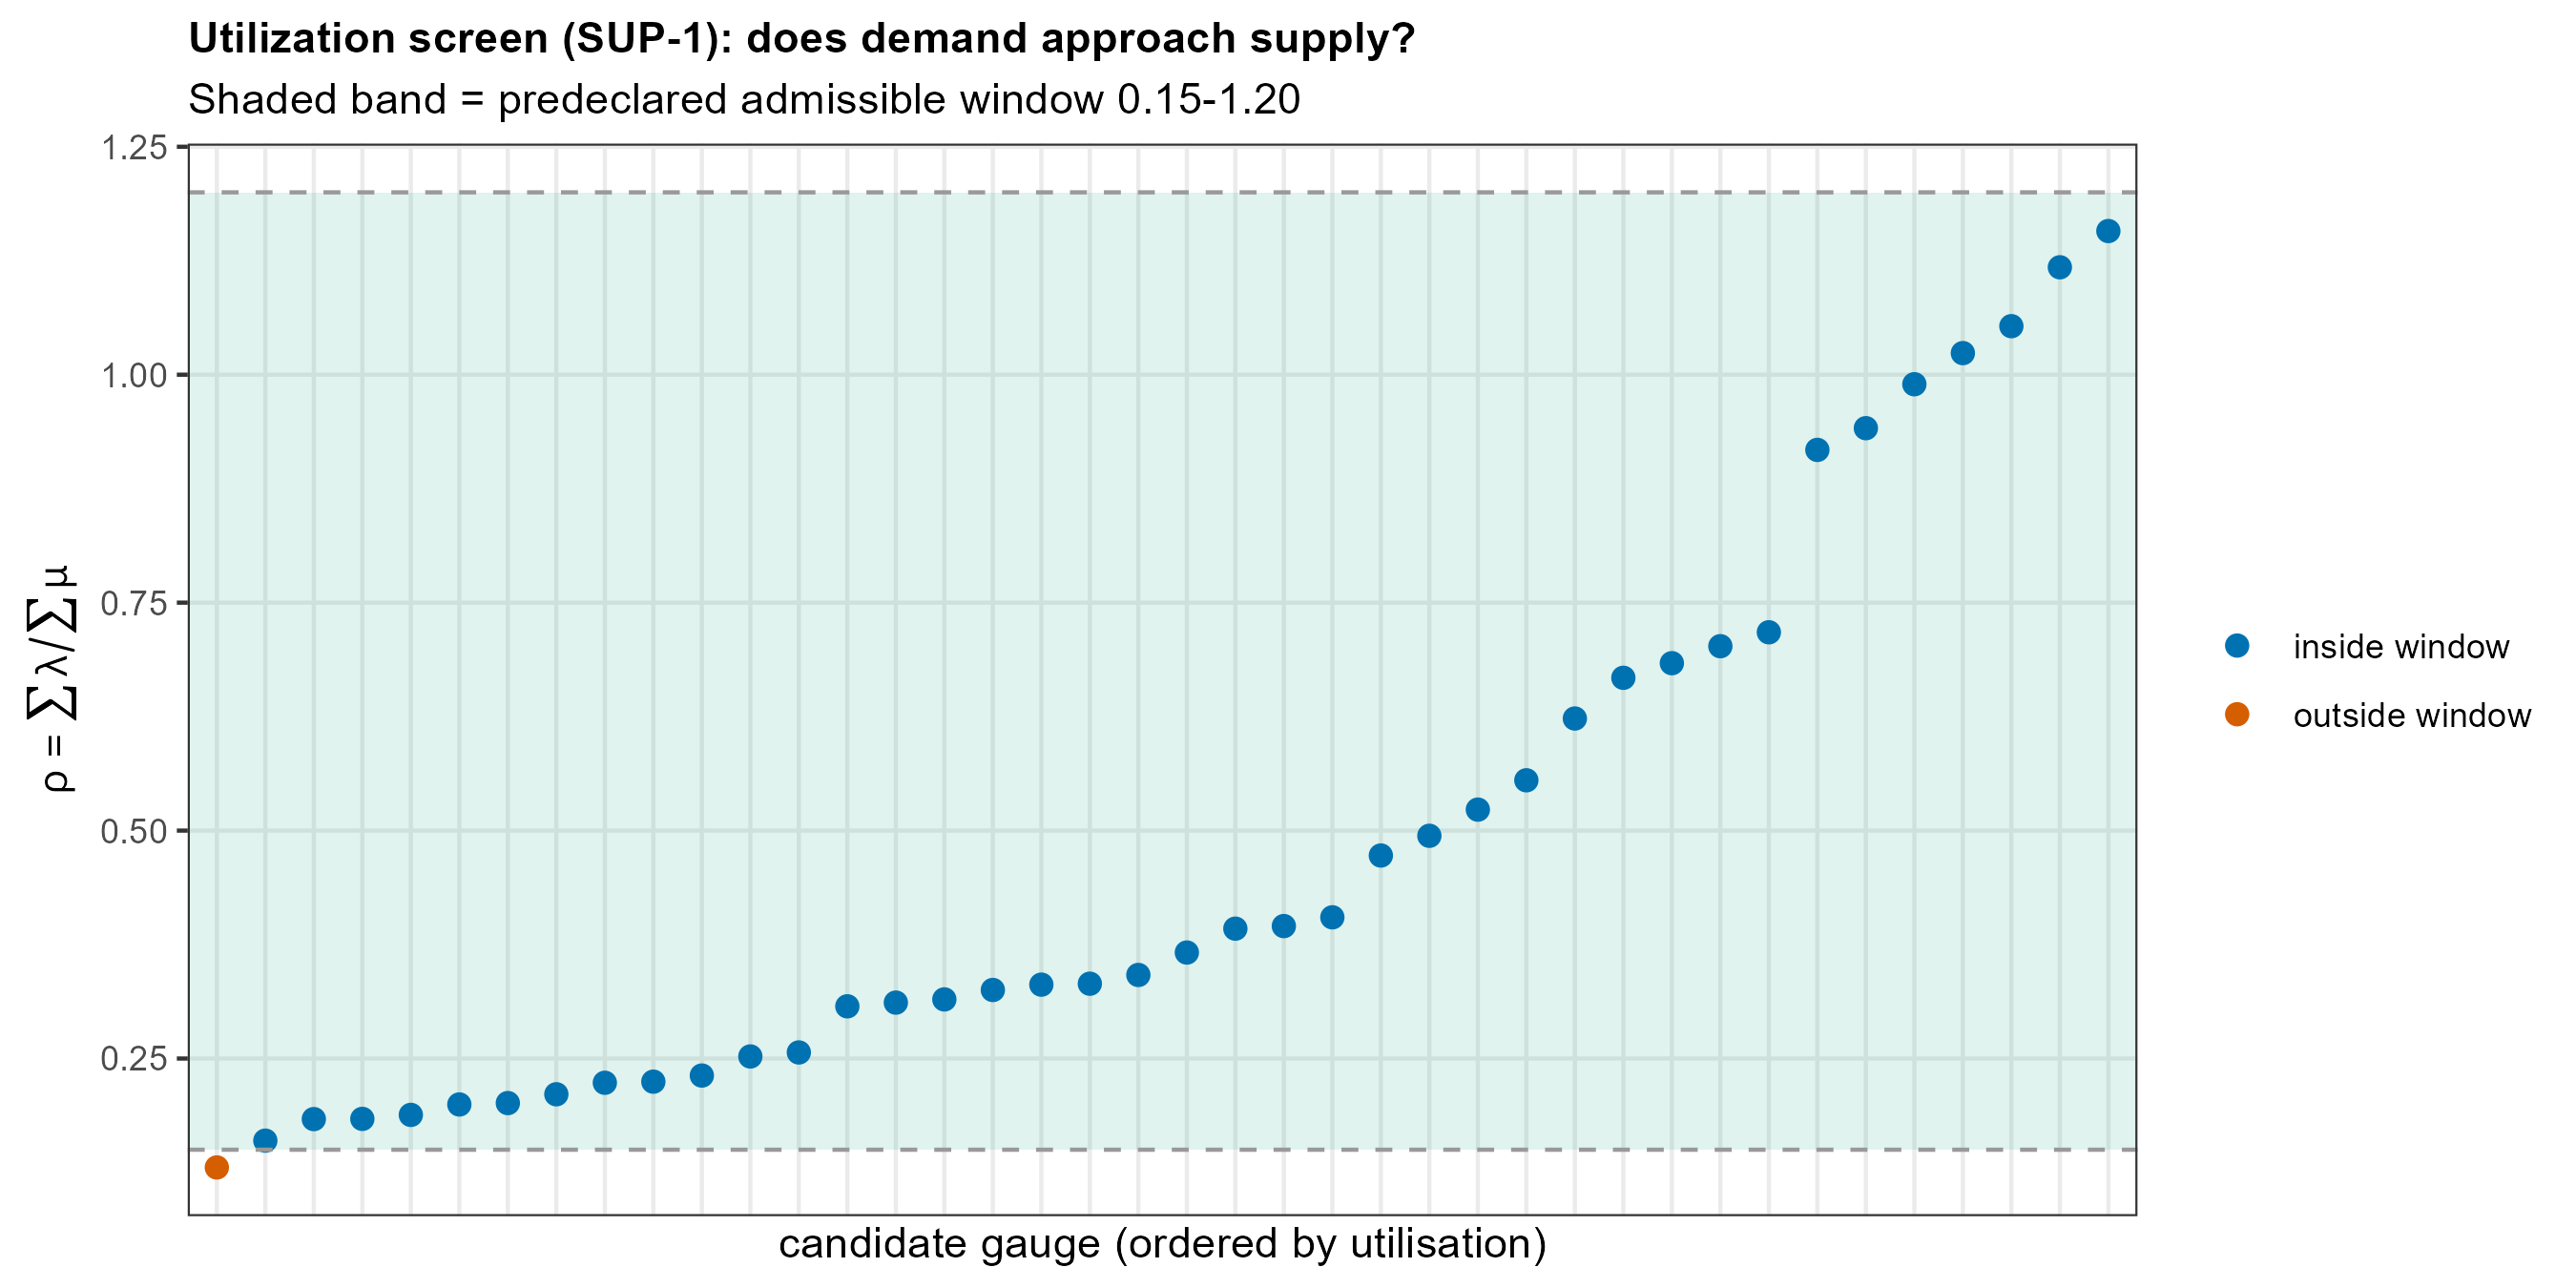 Utilization screen (SUP-1): does demand approach supply?
Shaded band = predeclared admissible window 0.15-1.20
1.25
1.00
0.75
0.50
0.25
ρ = ∑ λ/∑ μ
candidate gauge (ordered by utilisation)
inside window
outside window